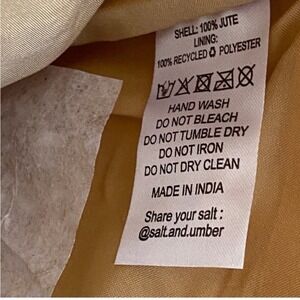 SHELL: 100% JUTE
LINING:
100% RECYCLED ♻ POLYESTER
HAND WASH
DO NOT BLEACH
DO NOT TUMBLE DRY
DO NOT IRON
DO NOT DRY CLEAN
MADE IN INDIA
Share your salt :
@salt.and.umber